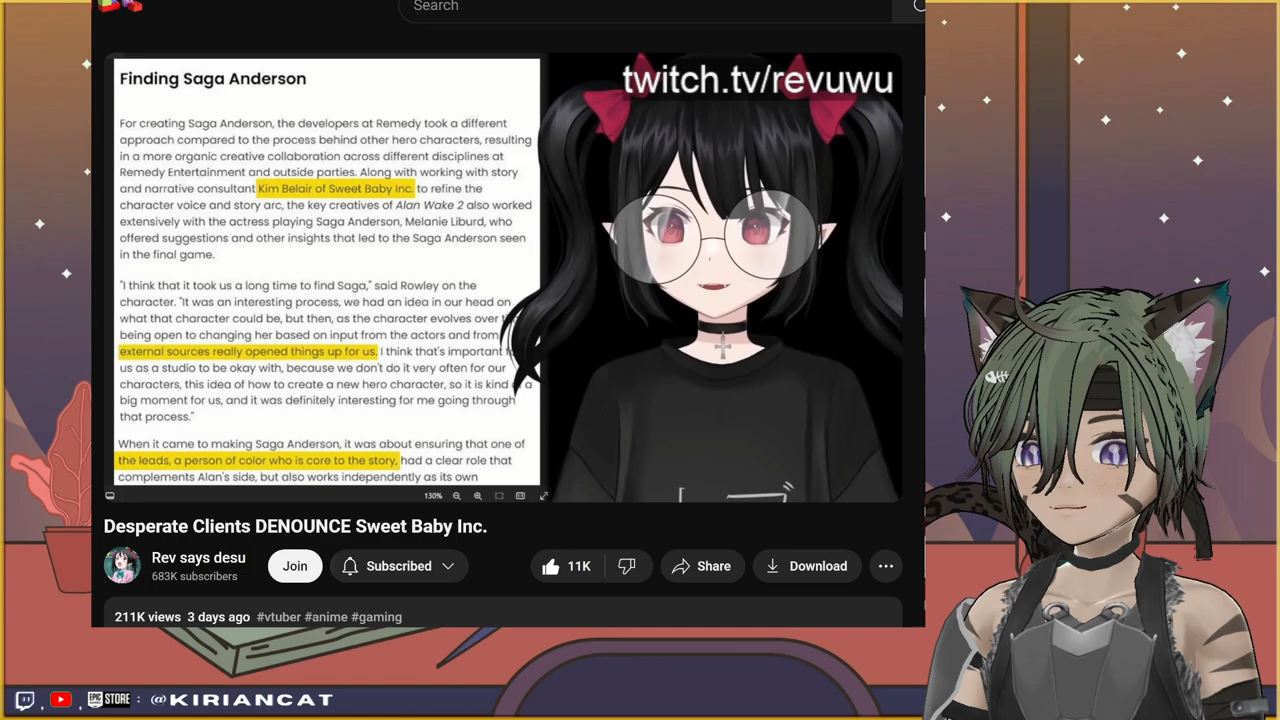 Search
twitch.tv/revuwu
Finding Saga Anderson
For creating Saga Anderson, the developers at Remedy took a different
approach compared to the process behind other hero characters, resulting
in a more organic creative collaboration across different disciplines at
Remedy Entertainment and outside parties. Along with working with story
and narrative consultant Kim Belair of Sweet Baby Inc. to refine the
character voice and story arc, the key creatives of Alan Wake 2 also worked
extensively with the actress playing Saga Anderson, Melanie Liburd, who
offered suggestions and other insights that led to the Saga Anderson seen
in the final game.
"I think that it took us a long time to find Saga," said Rowley on the
character. "It was an interesting process, we had an idea in our head on
what that character could be, but then, as the character evolves over
being open to changing her based on input from the actors and from
external sources really opened things up for us. I think that's important
us as a studio to be okay with, because we don't do it very often for our
characters, this idea of how to create a new hero character, so it is kind a
big moment for us, and it was definitely interesting for me going through
that process."
When it came to making Saga Anderson, it was about ensuring that one of
the leads, a person of color who is core to the story, had a clear role that
complements Alan's side, but also works independently as its own
130%
Desperate Clients DENOUNCE Sweet Baby Inc.
Rev says desu
683K subscribers
Join
Subscribed
11K
Share
Download
211K views 3 days ago #vtuber #anime #gaming
, , EPIC STORE : @KIRIANCAT